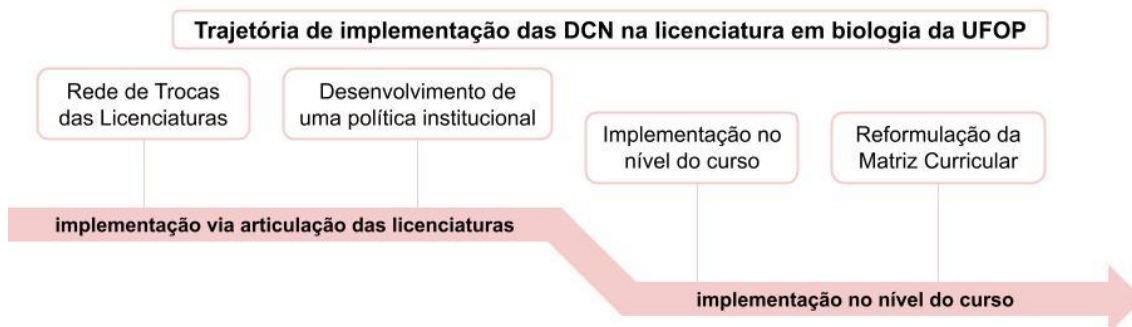 Trajetória de implementação das DCN na licenciatura em biologia da UFOP
Rede de Trocas
das Licenciaturas
Desenvolvimento de
uma política institucional
Implementação no
nível do curso
Reformulação da
Matriz Curricular
implementação via articulação das licenciaturas
implementação no nível do curso